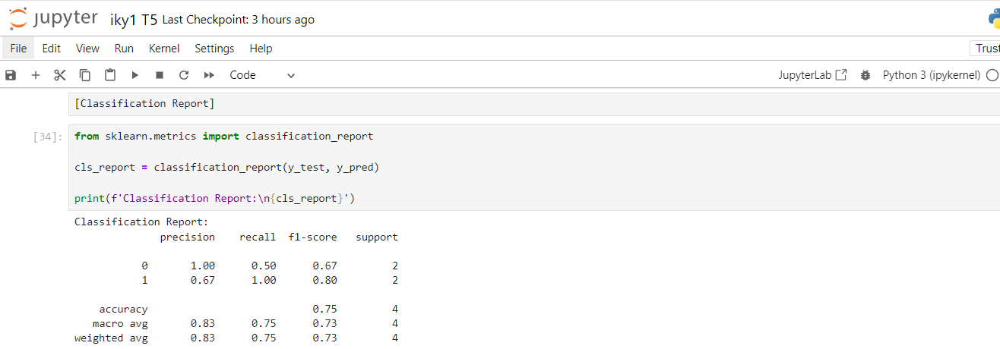 jupyter iky1 T5 Last Checkpoint: 3 hours ago
File Edit View Run Kernel Settings Help Trust
Code JupyterLab Python 3 (ipykernel)
[Classification Report]
[34]: from sklearn.metrics import classification_report
cls_report = classification_report(y_test, y_pred)
print(f'Classification Report:\n{cls_report}')
Classification Report:
precision recall f1-score support
0 1.00 0.50 0.67 2
1 0.67 1.00 0.80 2
accuracy 0.75 4
macro avg 0.83 0.75 0.73 4
weighted avg 0.83 0.75 0.73 4